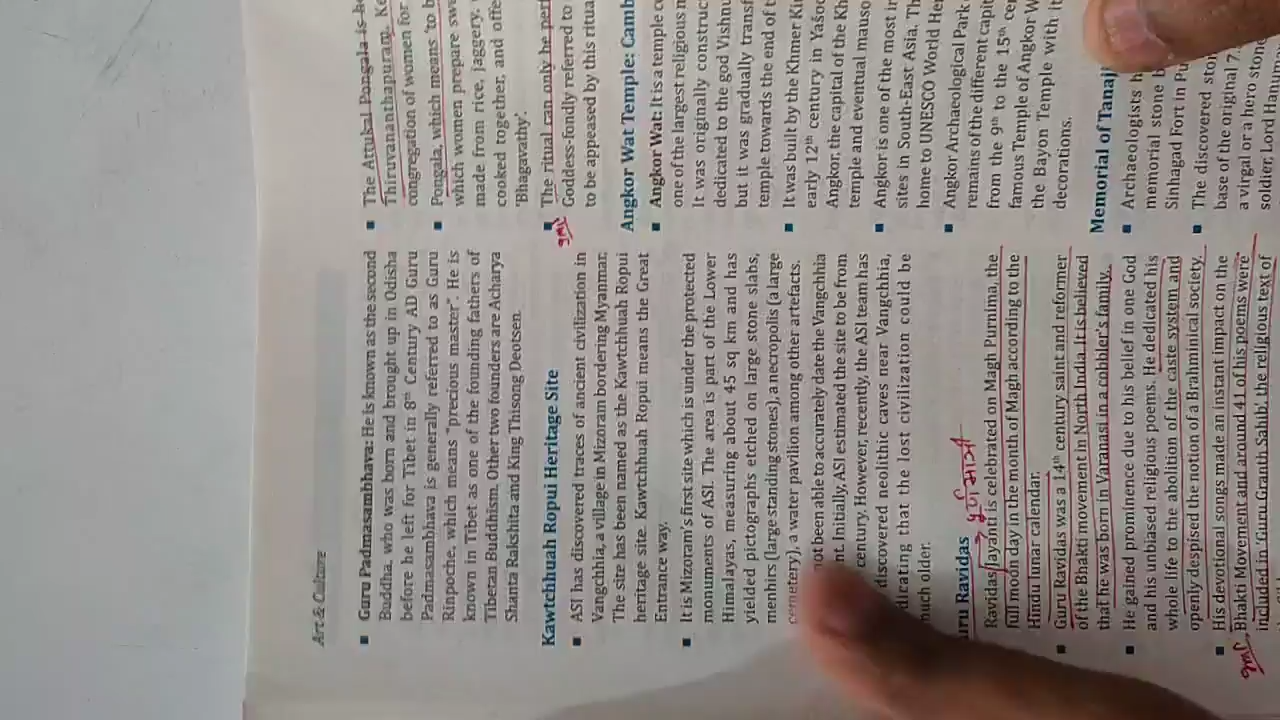 Art & Culture
■ Guru Padmasambhava: He is known as the second
Buddha, who was born and brought up in Odisha
before he left for Tibet in 8th Century AD Guru
Padmasambhava is generally referred to as Guru
Rinpoche, which means "precious master". He is
known in Tibet as one of the founding fathers of
Tibetan Buddhism, Other two founders are Acharya
Shanta Rakshita and King Thisong Deotsen.
Kawtchhuah Ropui Heritage Site
■ ASI has discovered traces of ancient civilization in
Vangchhia, a village in Mizoram bordering Myanmar.
The site has been named as the Kawtchhuah Ropui
heritage site. Kawtchhuah Ropui means the Great
Entrance way.
■ It is Mizoram's first site which is under the protected
monuments of ASI. The area is part of the Lower
Himalayas, measuring about 45 sq km and has
yielded pictographs etched on large stone slabs,
menhirs (large standing stones), a necropolis (a large
cemetery), a water pavilion among other artefacts.
not been able to accurately date the Vangchhia
Initially, ASI estimated the site to be from
century. However, recently, the ASI team has
discovered neolithic caves near Vangchhia,
dicating that the lost civilization could be
much older.
uru Ravidas पूर्णमासी
Ravidas Jayanti is celebrated on Magh Purnima, the
full moon day in the month of Magh according to the
Hindu lunar calendar.
■ Guru Ravidas was a 14th century saint and reformer
of the Bhakti movement in North India. It is believed
that he was born in Varanasi in a cobbler's family.
■ He gained prominence due to his belief in one God
and his unbiased religious poems. He dedicated his
whole life to the abolition of the caste system and
openly despised the notion of a Brahminical society.
■ His devotional songs made an instant impact on the
Bhakti Movement and around 41 of his poems were
included in 'Guru Granth Sahib', the religious text of
■ The Attukal Pongala is
Thiruvananthapuram, Ke
congregation of women for
■ Pongala, which means 'to b
which women prepare swe
made from rice, jaggery,
cooked together, and offe
'Bhagavathy.'
■ The ritual can only be perf
Goddess-fondly referred to
to be appeased by this ritua
Angkor Wat Temple: Camb
■ Angkor Wat: It is a temple c
one of the largest religious m
It was originally construc
dedicated to the god Vishnu
but it was gradually transf
temple towards the end of t
■ It was built by the Khmer Ki
early 12th century in Yaśo
Angkor, the capital of the Kh
temple and eventual mauso
■ Angkor is one of the most i
sites in South-East Asia. Th
home to UNESCO World Her
■ Angkor Archaeological Park
remains of the different capit
from the 9th to the 15th cen
famous Temple of Angkor W
the Bayon Temple with it
decorations.
Memorial of Tanaji
■ Archaeologists h
memorial stone b
Sinhagad Fort in Pu
■ The discovered ston
base of the original 7.
a virgal or a hero ston
soldier, Lord Hanum